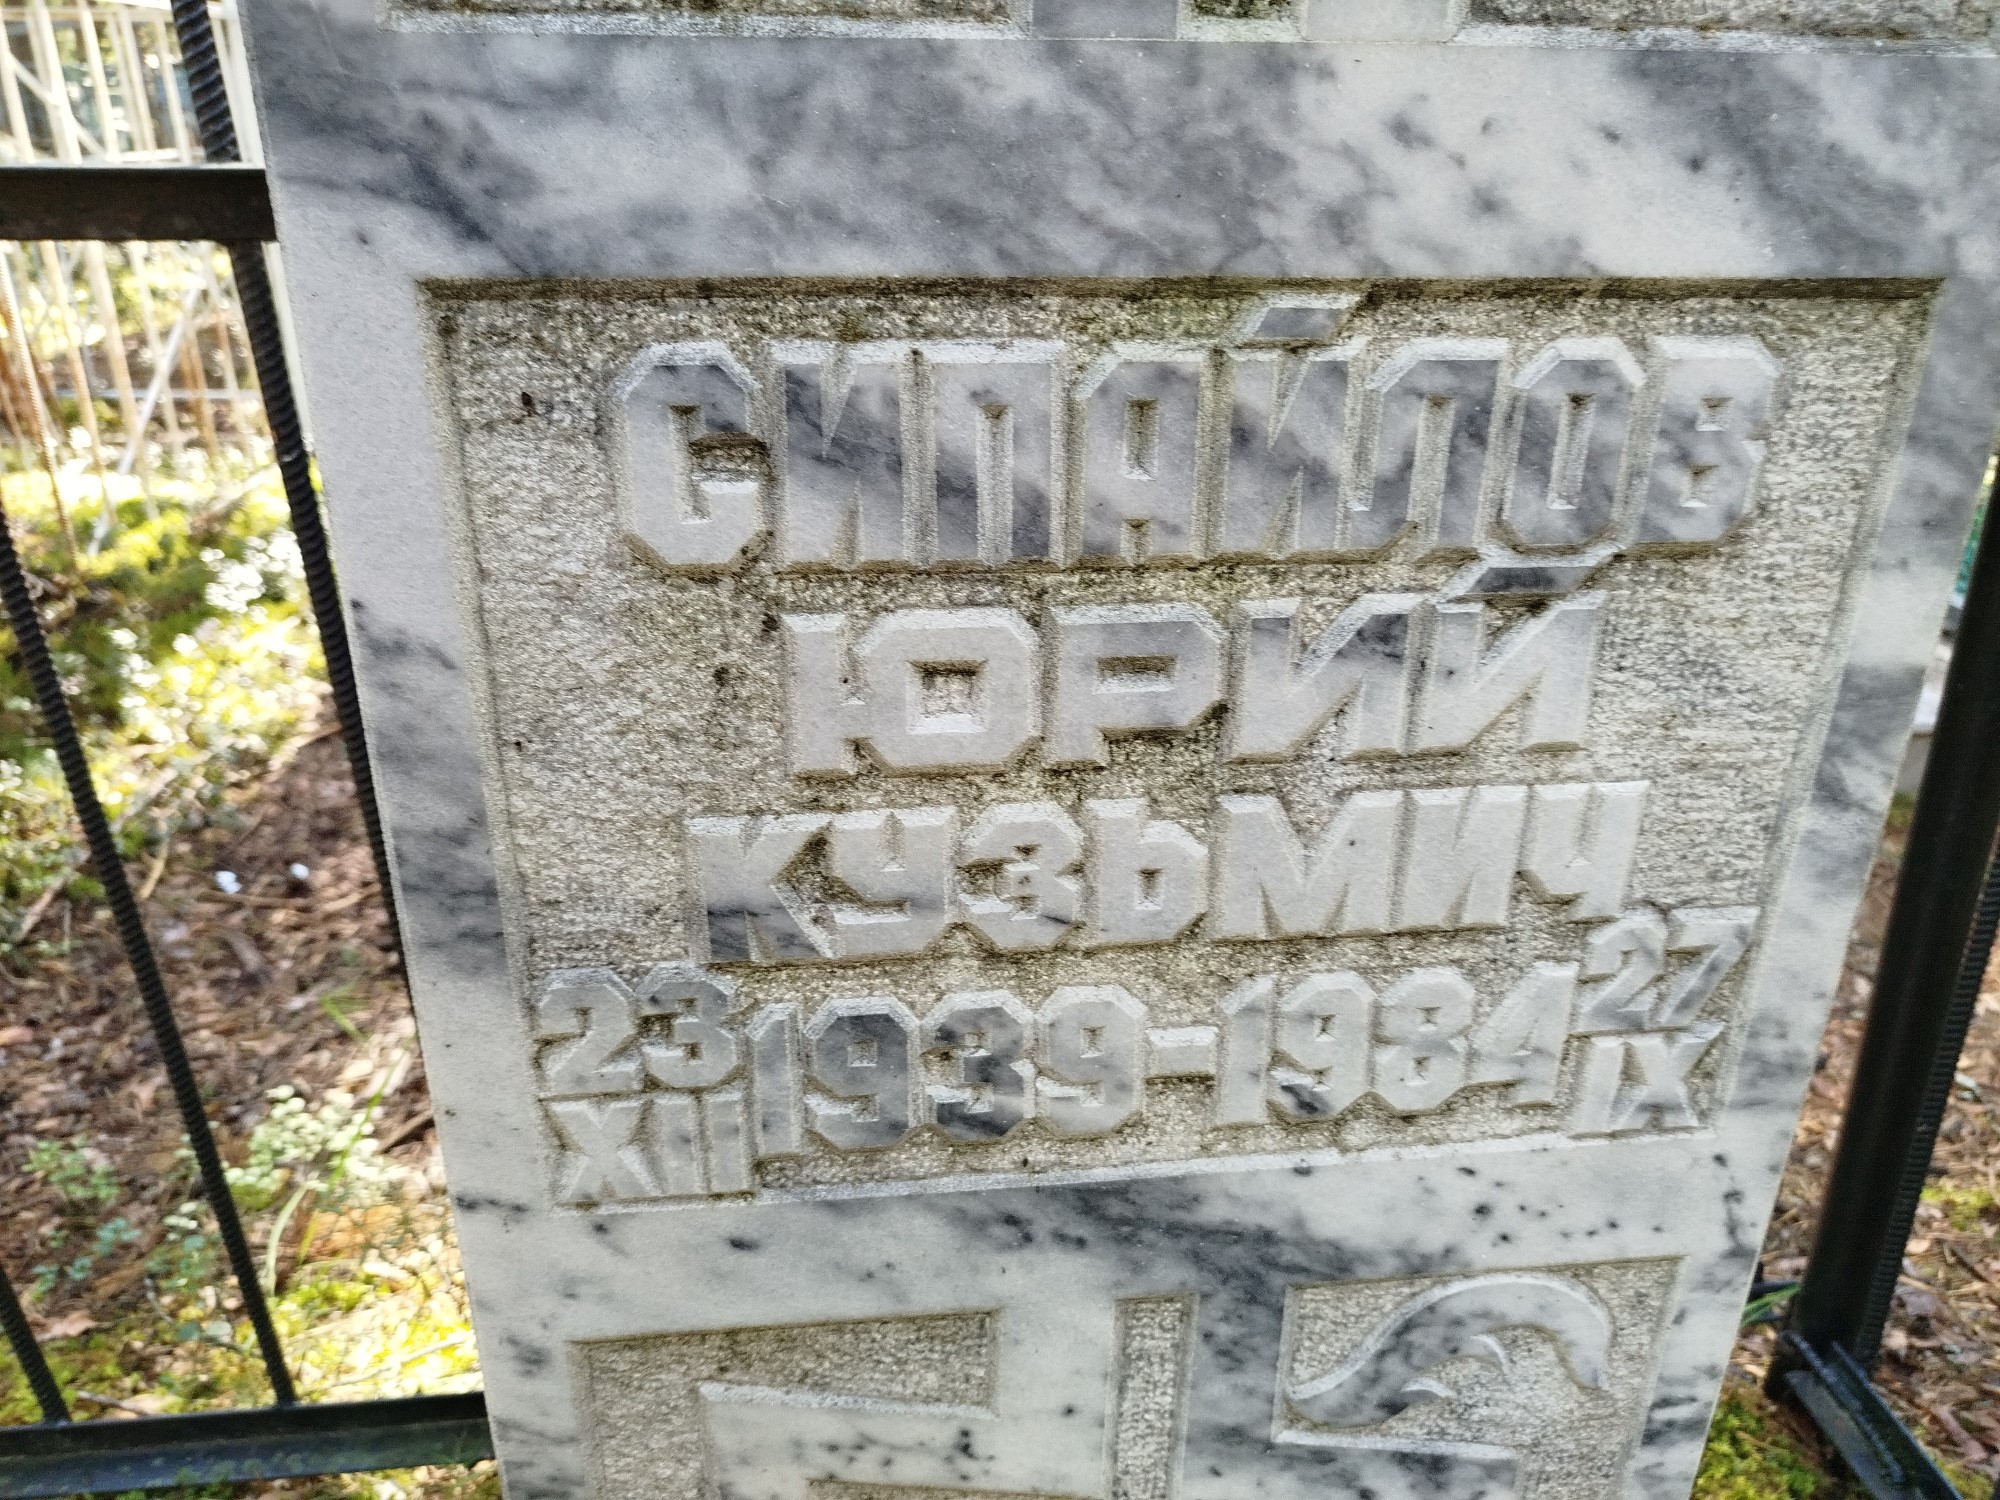 СИПАЙЛОВ
ЮРИЙ
КУЗЬМИЧ
23 XII 1939-1984 27 IX